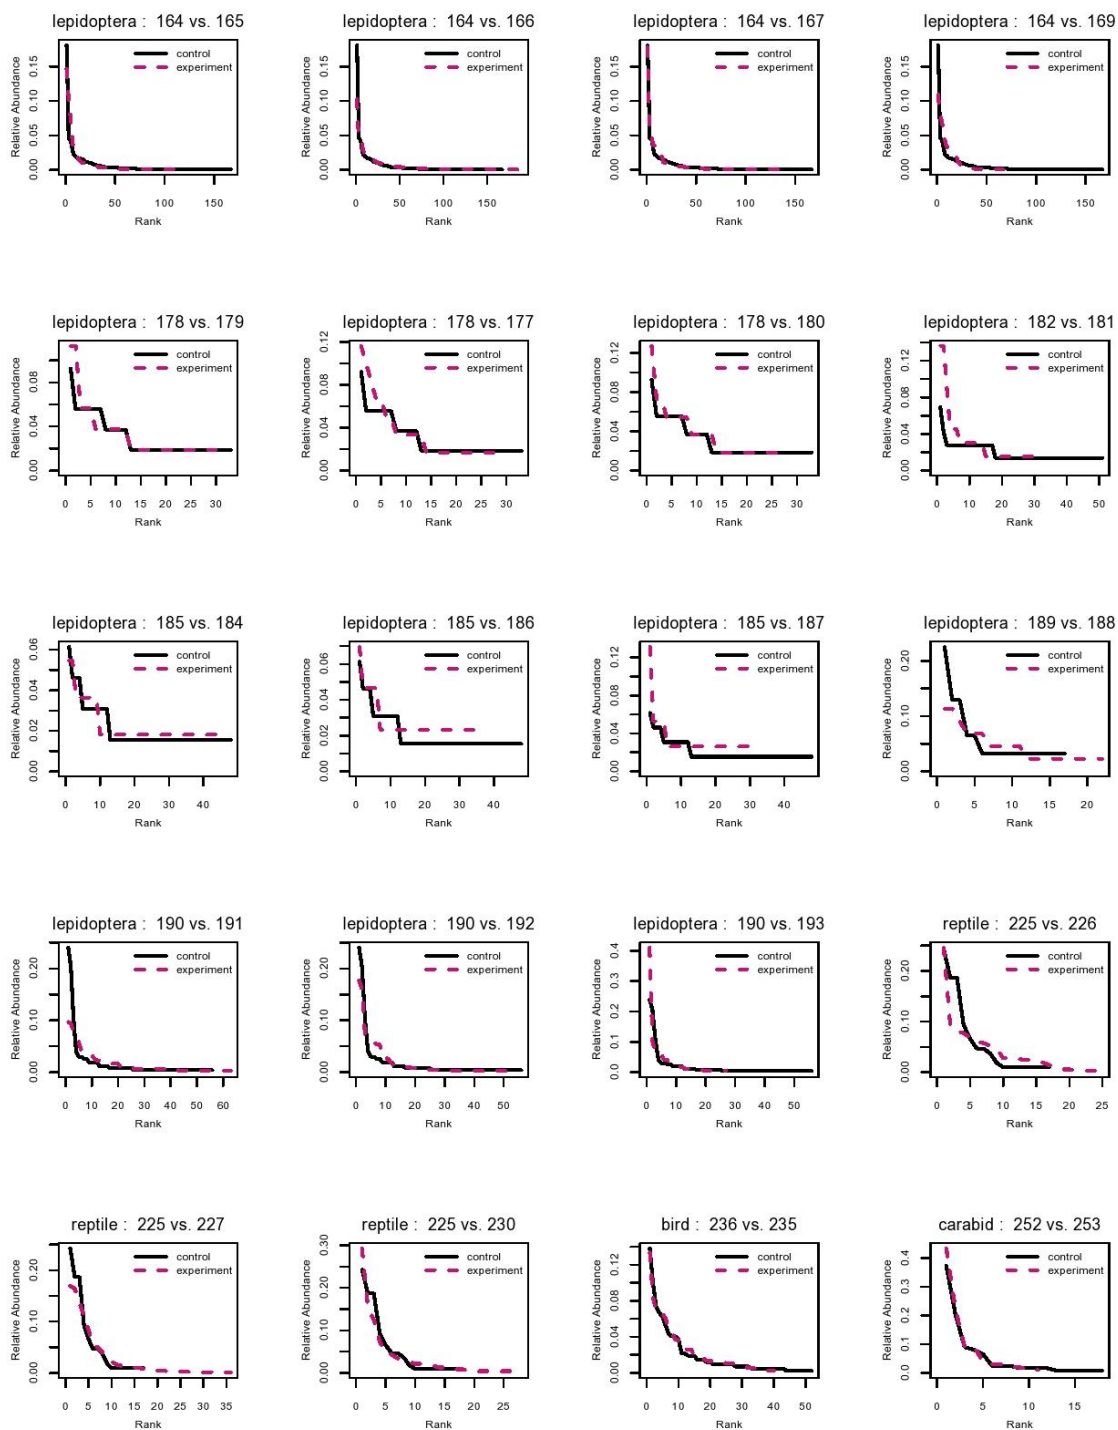 lepidoptera : 164 vs. 165
control
experiment
Relative Abundance
0.00 0.05 0.10 0.15
0 50 100 150
Rank
lepidoptera : 164 vs. 166
control
experiment
Relative Abundance
0.00 0.05 0.10 0.15
0 50 100 150
Rank
lepidoptera : 164 vs. 167
control
experiment
Relative Abundance
0.00 0.05 0.10 0.15
0 50 100 150
Rank
lepidoptera : 164 vs. 169
control
experiment
Relative Abundance
0.00 0.05 0.10 0.15
0 50 100 150
Rank
lepidoptera : 178 vs. 179
control
experiment
Relative Abundance
0.00 0.04 0.08
0 5 10 15 20 25 30
Rank
lepidoptera : 178 vs. 177
control
experiment
Relative Abundance
0.00 0.04 0.08 0.12
0 5 10 15 20 25 30
Rank
lepidoptera : 178 vs. 180
control
experiment
Relative Abundance
0.00 0.04 0.08 0.12
0 5 10 15 20 25 30
Rank
lepidoptera : 182 vs. 181
control
experiment
Relative Abundance
0.00 0.04 0.08 0.12
0 10 20 30 40 50
Rank
lepidoptera : 185 vs. 184
control
experiment
Relative Abundance
0.00 0.02 0.04 0.06
0 10 20 30 40
Rank
lepidoptera : 185 vs. 186
control
experiment
Relative Abundance
0.00 0.02 0.04 0.06
0 10 20 30 40
Rank
lepidoptera : 185 vs. 187
control
experiment
Relative Abundance
0.00 0.04 0.08 0.12
0 10 20 30 40
Rank
lepidoptera : 189 vs. 188
control
experiment
Relative Abundance
0.00 0.10 0.20
0 5 10 15 20
Rank
lepidoptera : 190 vs. 191
control
experiment
Relative Abundance
0.00 0.10 0.20
0 10 20 30 40 50 60
Rank
lepidoptera : 190 vs. 192
control
experiment
Relative Abundance
0.00 0.10 0.20
0 10 20 30 40 50
Rank
lepidoptera : 190 vs. 193
control
experiment
Relative Abundance
0.0 0.1 0.2 0.3 0.4
0 10 20 30 40 50
Rank
reptile : 225 vs. 226
control
experiment
Relative Abundance
0.00 0.10 0.20
0 5 10 15 20 25
Rank
reptile : 225 vs. 227
control
experiment
Relative Abundance
0.00 0.10 0.20
0 5 10 15 20 25 30 35
Rank
reptile : 225 vs. 230
control
experiment
Relative Abundance
0.00 0.10 0.20 0.30
0 5 10 15 20 25
Rank
bird : 236 vs. 235
control
experiment
Relative Abundance
0.00 0.04 0.08 0.12
0 10 20 30 40 50
Rank
carabid : 252 vs. 253
control
experiment
Relative Abundance
0.0 0.1 0.2 0.3 0.4
0 5 10 15
Rank